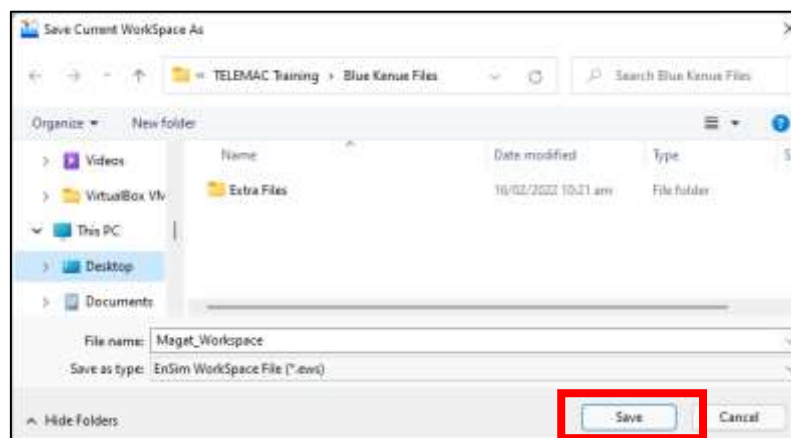 Save Current WorkSpace As
« TELEMAC Training › Blue Kenue Files
Search Blue Kenue Files
Organize
New folder
Name
Date modified
Type
S
Videos
VirtualBox VM
This PC
Desktop
Documents
Extra Files
16/02/2022 10:21 am
File folder
File name: Magat_Workspace
Save as type: EnSim WorkSpace File (*.ews)
Hide Folders
Save
Cancel